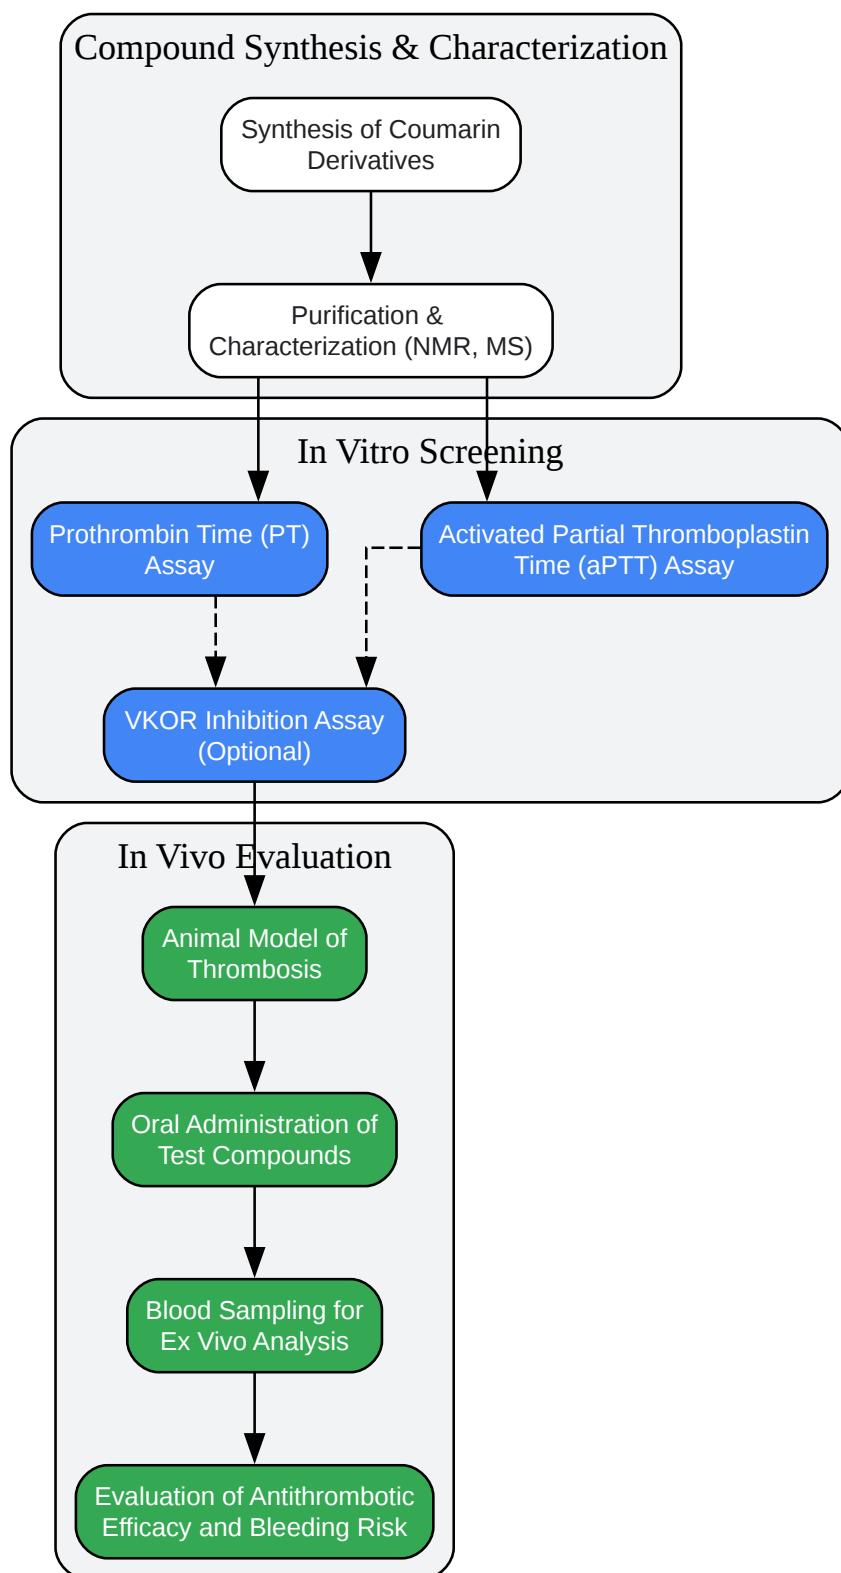 Compound Synthesis & Characterization
Synthesis of Coumarin
Derivatives
Purification &
Characterization (NMR, MS)
In Vitro Screening
Prothrombin Time (PT)
Assay
Activated Partial Thromboplastin
Time (aPTT) Assay
VKOR Inhibition Assay
(Optional)
In Vivo Evaluation
Animal Model of
Thrombosis
Oral Administration of
Test Compounds
Blood Sampling for
Ex Vivo Analysis
Evaluation of Antithrombotic
Efficacy and Bleeding Risk